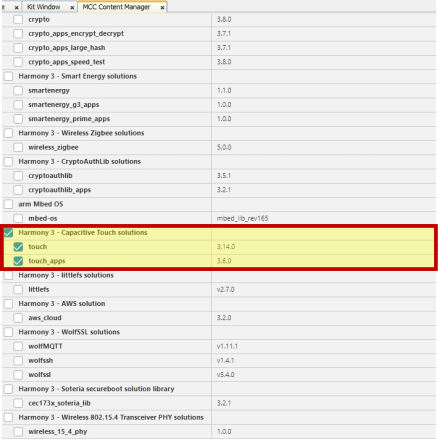 e x Kit Window x MCC Content Manager x
crypto 3.8.0
crypto_apps_encrypt_decrypt 3.7.1
crypto_apps_large_hash 3.7.1
crypto_apps_speed_test 3.8.0
Harmony 3 - Smart Energy solutions
smartenergy 1.1.0
smartenergy_g3_apps 1.0.0
smartenergy_prime_apps 1.0.0
Harmony 3 - Wireless Zigbee solutions
wireless_zigbee 5.0.0
Harmony 3 - CryptoAuthLib solutions
cryptoauthlib 3.5.1
cryptoauthlib_apps 3.2.1
arm Mbed OS
mbed-os mbed_lib_rev165
Harmony 3 - Capacitive Touch solutions
touch 3.14.0
touch_apps 3.6.0
Harmony 3 - littlefs solutions
littlefs v2.7.0
Harmony 3 - AWS solution
aws_cloud 3.2.0
Harmony 3 - WolfSSL solutions
wolfMQTT v1.11.1
wolfssh v1.4.1
wolfssl v5.4.0
Harmony 3 - Soteria secureboot solution library
cec173x_soteria_lib 3.2.1
Harmony 3 - Wireless 802.15.4 Transceiver PHY solutions
wireless_15_4_phy 1.0.0